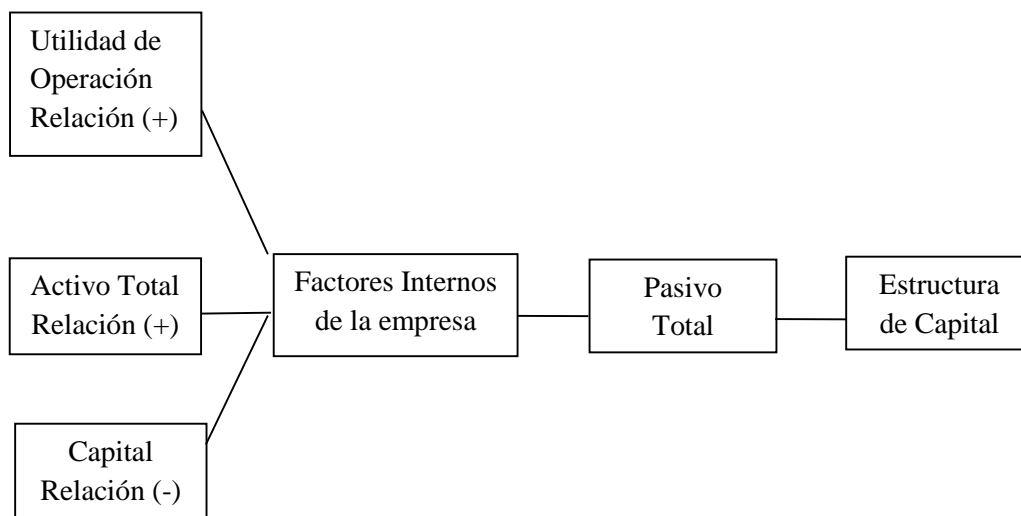 Utilidad de
Operación
Relación (+)
Activo Total
Relación (+)
Capital
Relación (-)
Factores Internos
de la empresa
Pasivo
Total
Estructura
de Capital